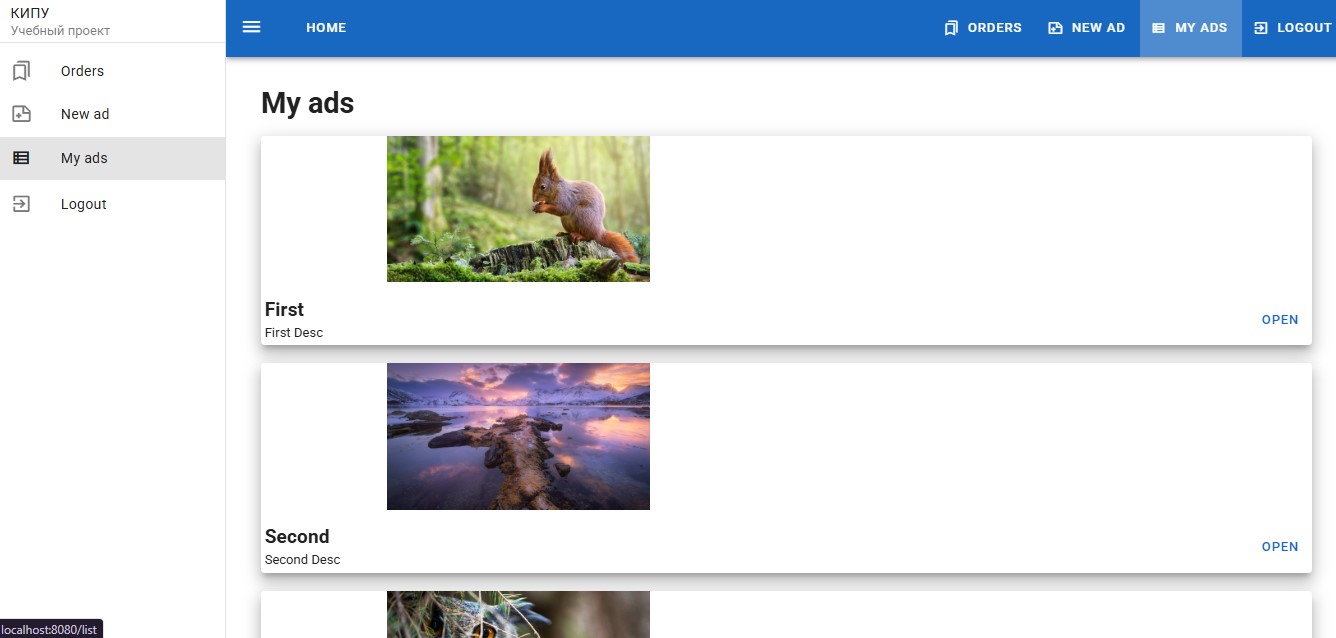 КИПУ
Учебный проект
HOME
ORDERS
NEW AD
MY ADS
LOGOUT
Orders
New ad
My ads
Logout
My ads
First
First Desc
OPEN
Second
Second Desc
OPEN
localhost:8080/list